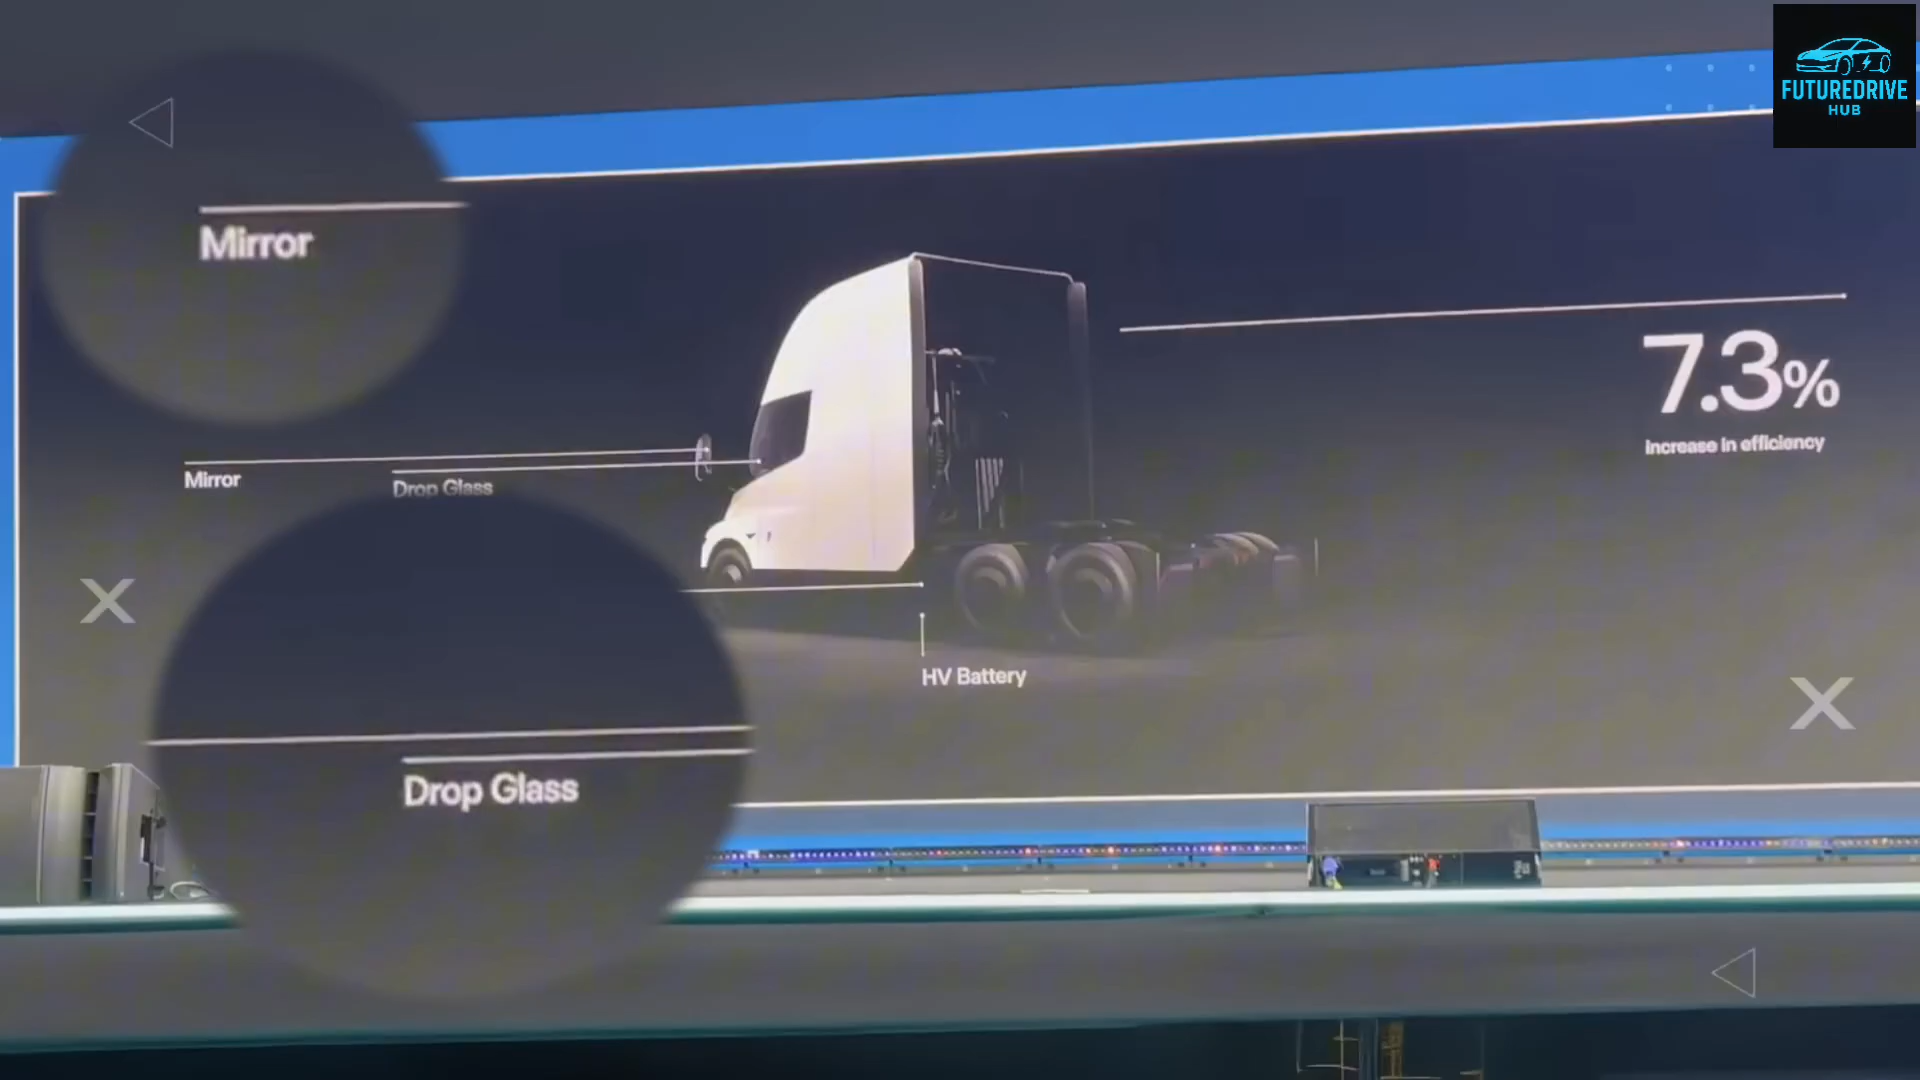 FUTUREDRIVE
HUB
Mirror
7.3%
Increase in efficiency
Mirror
Drop Glass
HV Battery
Drop Glass